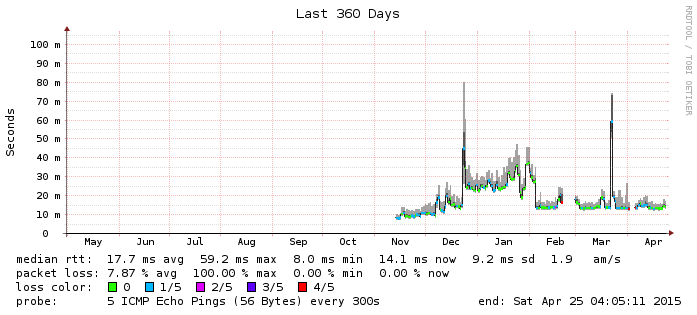 Last 360 Days
RRDTOOL / TOBI OETIKER
Seconds
100 m
90 m
80 m
70 m
60 m
50 m
40 m
30 m
20 m
10 m
0
May Jun Jul Aug Sep Oct Nov Dec Jan Feb Mar Apr
median rtt: 17.7 ms avg 59.2 ms max 8.0 ms min 14.1 ms now 9.2 ms sd 1.9 am/s
packet loss: 7.87 % avg 100.00 % max 0.00 % min 0.00 % now
loss color: 0 1/5 2/5 3/5 4/5
probe: 5 ICMP Echo Pings (56 Bytes) every 300s end: Sat Apr 25 04:05:11 2015